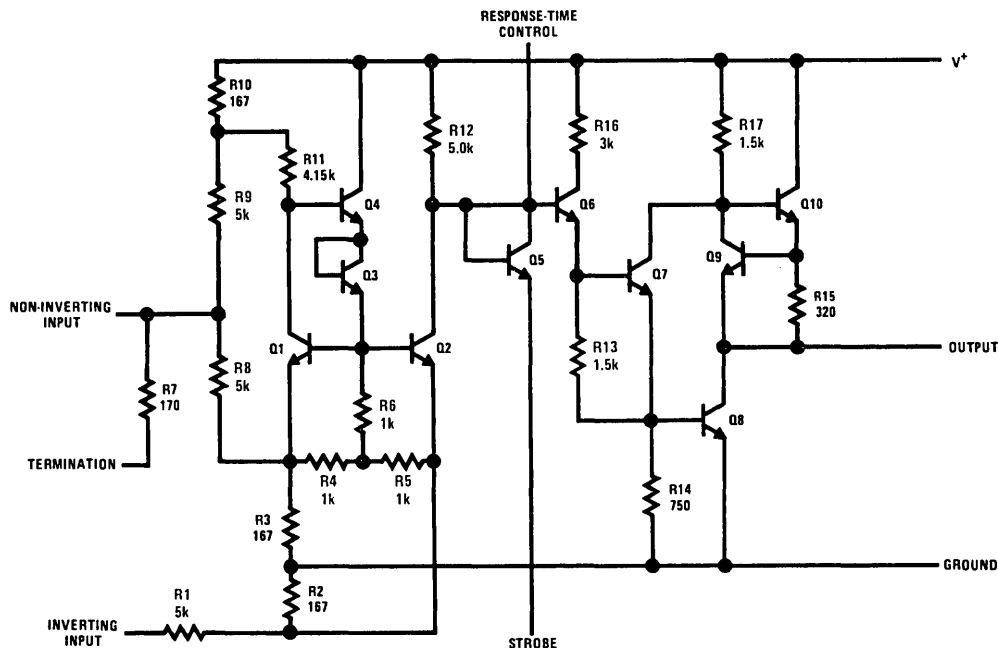 RESPONSE-TIME
CONTROL
V+
R10
167
R12
5.0k
R16
3k
R17
1.5k
R11
4.15k
R9
5k
Q4
Q6
Q10
Q3
Q5
Q7
Q9
R15
320
NON-INVERTING
INPUT
Q1
Q2
R13
1.5k
OUTPUT
R8
5k
R7
170
R6
1k
Q8
TERMINATION
R4
1k
R5
1k
R14
750
R3
167
GROUND
R2
167
R1
5k
INVERTING
INPUT
STROBE